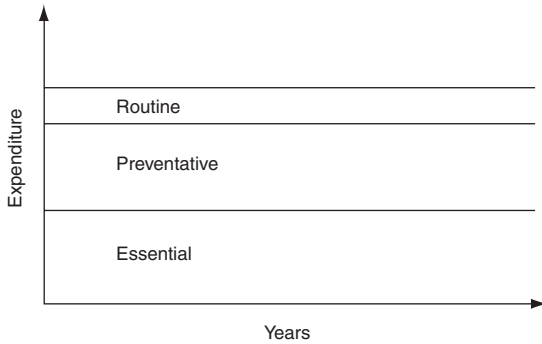 Expenditure
Routine
Preventative
Essential
Years